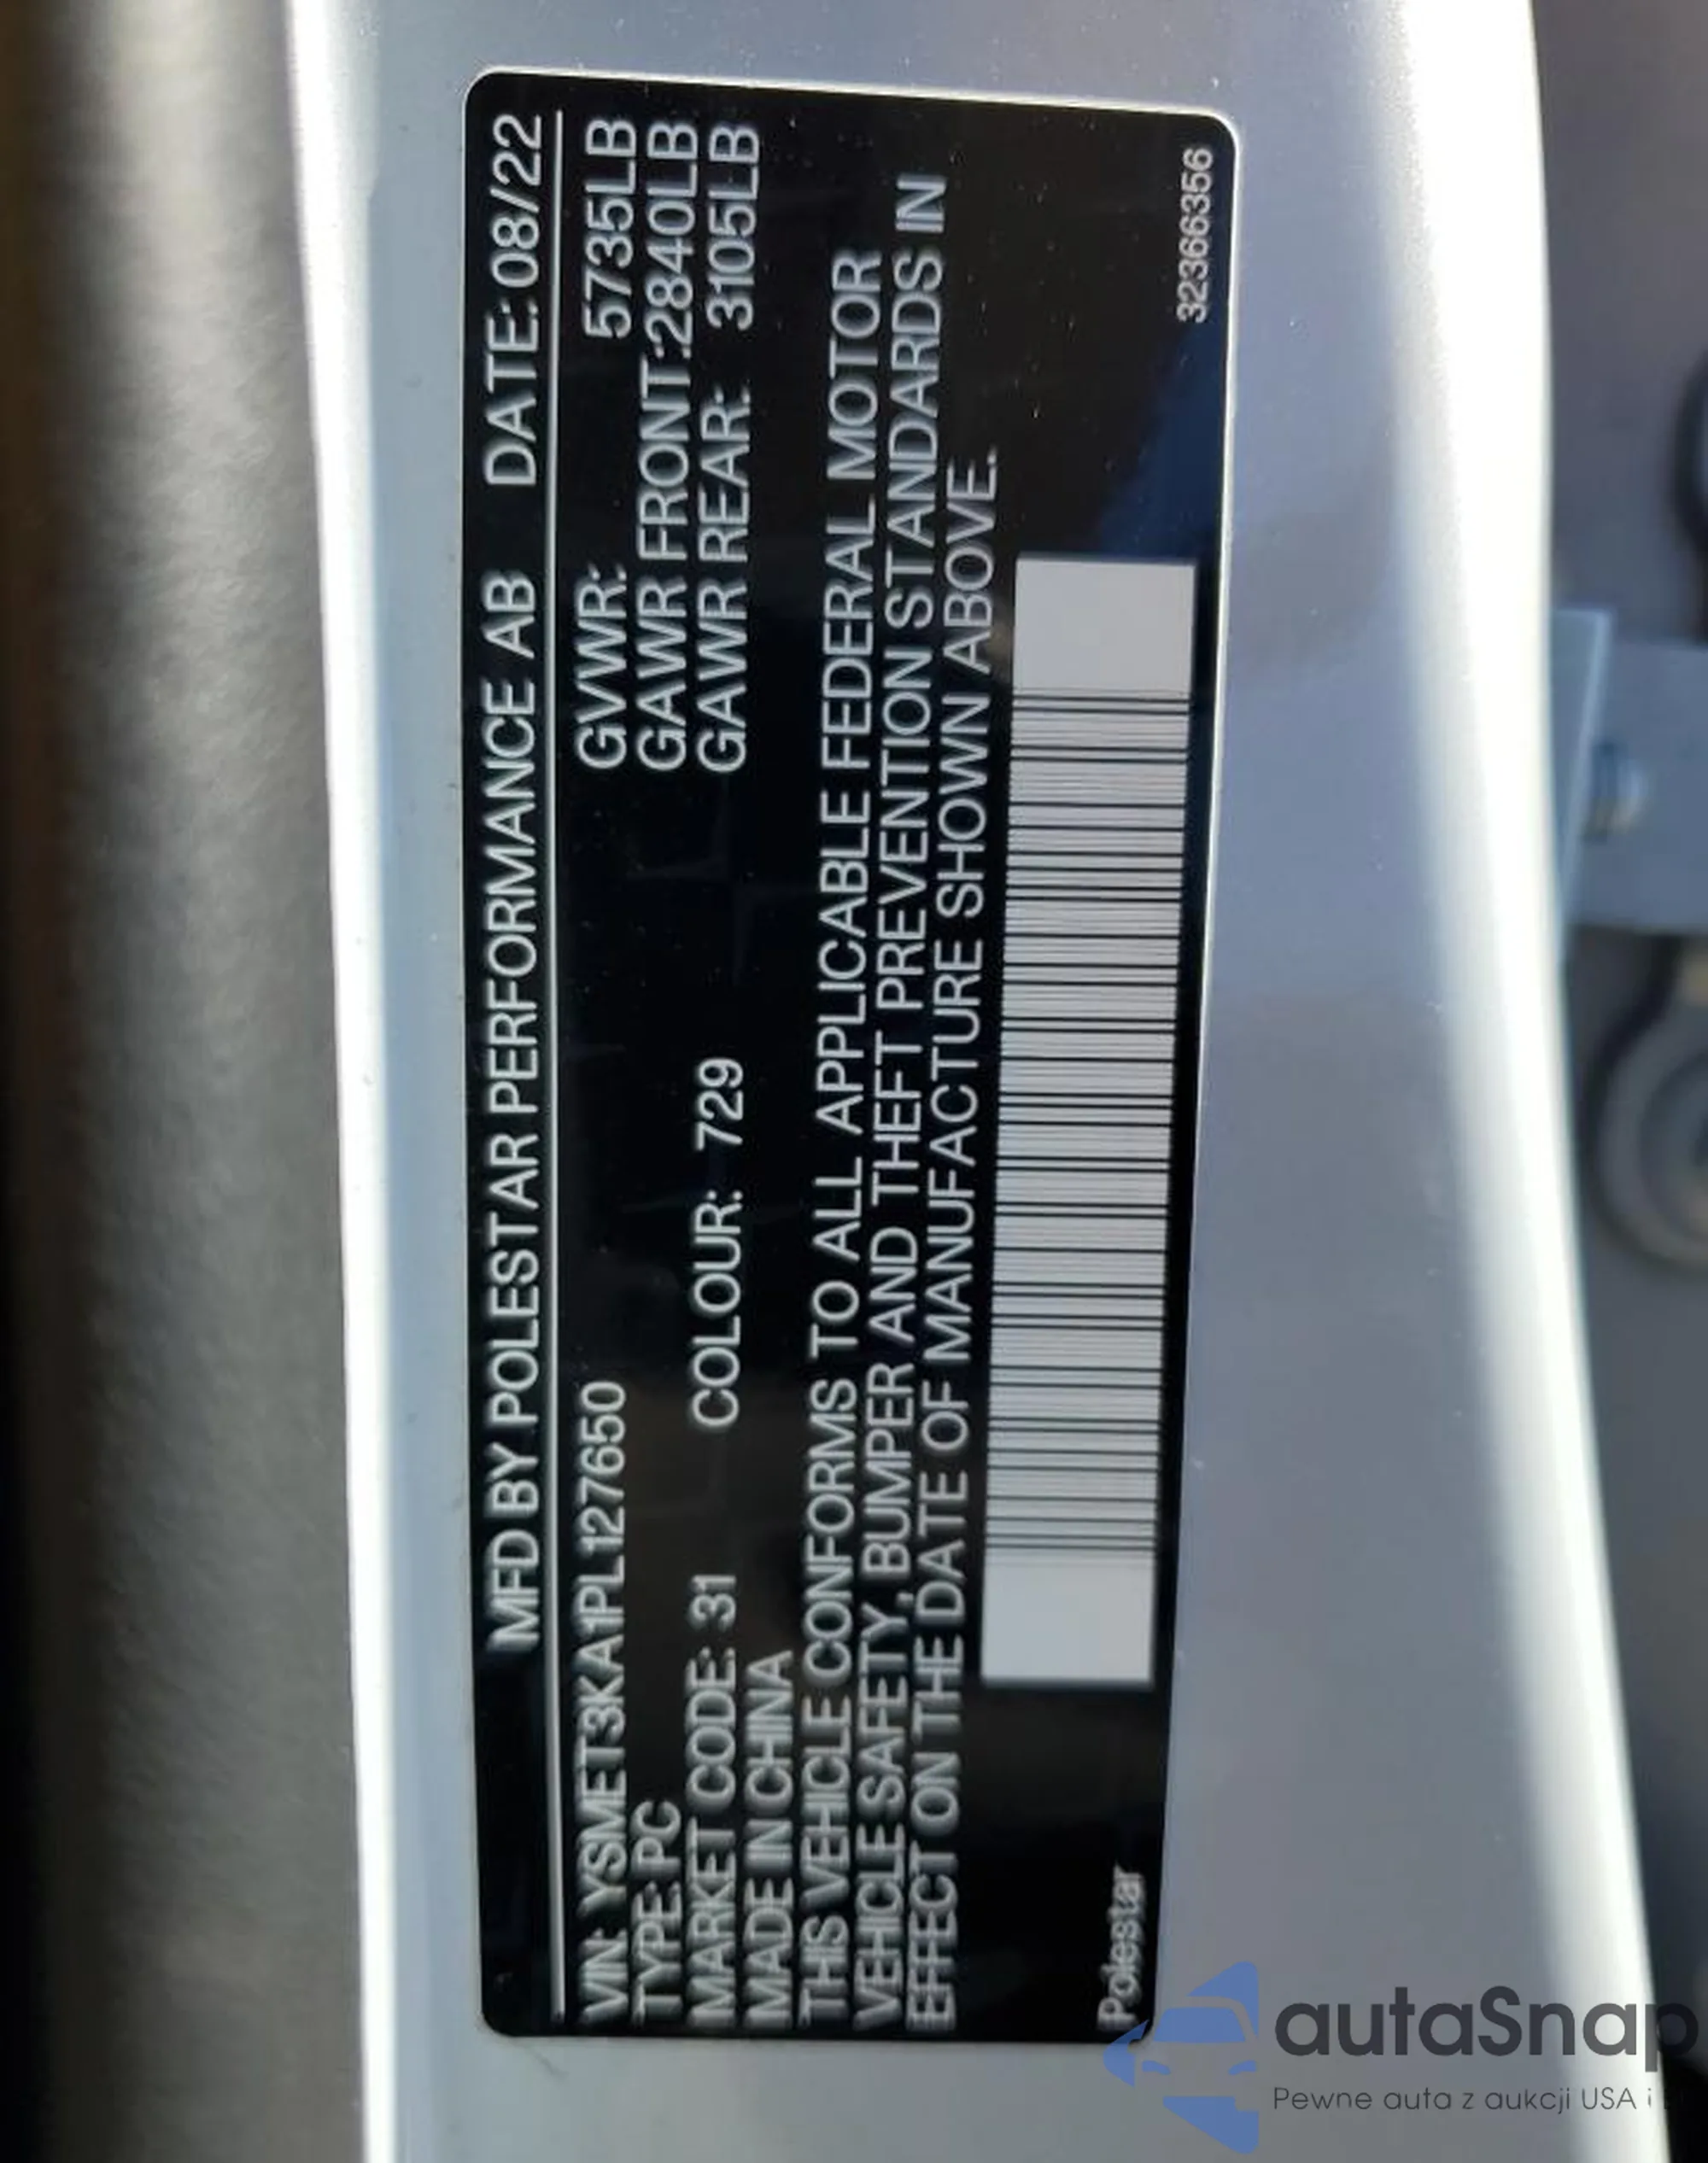 MFD BY POLESTAR PERFORMANCE AB DATE: 08/22
VIN: YSMET3KA1PL127650 GVWR: 5735LB
TYPE: PC GAWR FRONT:2840LB
MARKET CODE: 31 COLOUR: 729 GAWR REAR: 3105LB
MADE IN CHINA
THIS VEHICLE CONFORMS TO ALL APPLICABLE FEDERAL MOTOR
VEHICLE SAFETY, BUMPER AND THEFT PREVENTION STANDARDS IN
EFFECT ON THE DATE OF MANUFACTURE SHOWN ABOVE.
Polestar 32366356
autaSnap
Pewne auta z aukcji USA i